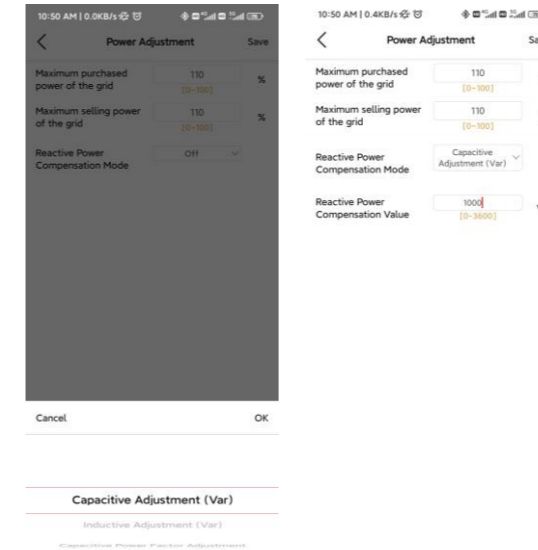 10:50 AM | 0.0KB/s
Power Adjustment
Save
Maximum purchased
power of the grid
110
%
[0~100]
Maximum selling power
of the grid
110
%
[0~100]
Reactive Power
Compensation Mode
Off
Cancel
OK
Capacitive Adjustment (Var)
Inductive Adjustment (Var)
Capacitive Power Factor Adjustment
10:50 AM | 0.4KB/s
Power Adjustment
Sa
Maximum purchased
power of the grid
110
[0~100]
Maximum selling power
of the grid
110
[0~100]
Reactive Power
Compensation Mode
Capacitive
Adjustment (Var)
Reactive Power
Compensation Value
1000
[0~3600]